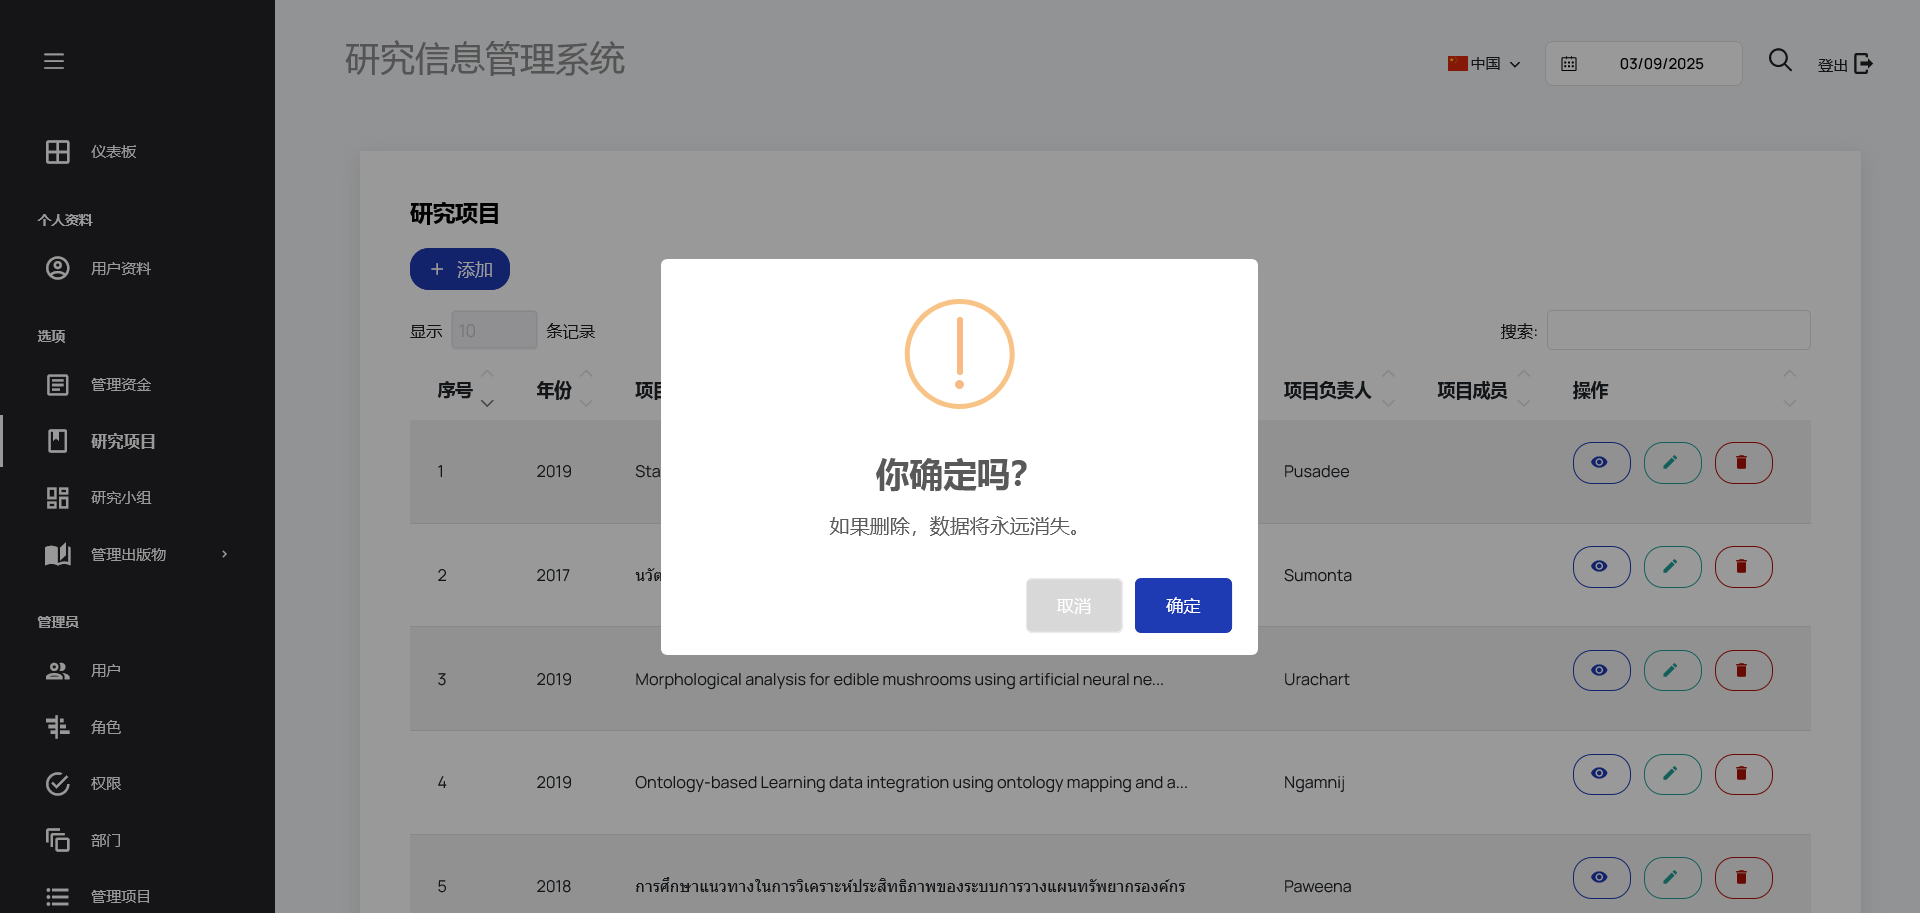 研究信息管理系统
中国
03/09/2025
登出
仪表板
个人资料
用户资料
选项
管理资金
研究项目
研究小组
管理出版物
管理员
用户
角色
权限
部门
管理项目
研究项目
+ 添加
显示 10 条记录
搜索:
序号 年份 项目 项目负责人 项目成员 操作
1 2019 Sta Pusadee
2 2017 นวัต Sumonta
3 2019 Morphological analysis for edible mushrooms using artificial neural ne... Urachart
4 2019 Ontology-based Learning data integration using ontology mapping and a... Ngamnij
5 2018 การศึกษาแนวทางในการวิเคราะห์ประสิทธิภาพของระบบการวางแผนทรัพยากรองค์กร Paweena
你确定吗?
如果删除，数据将永远消失。
取消
确定